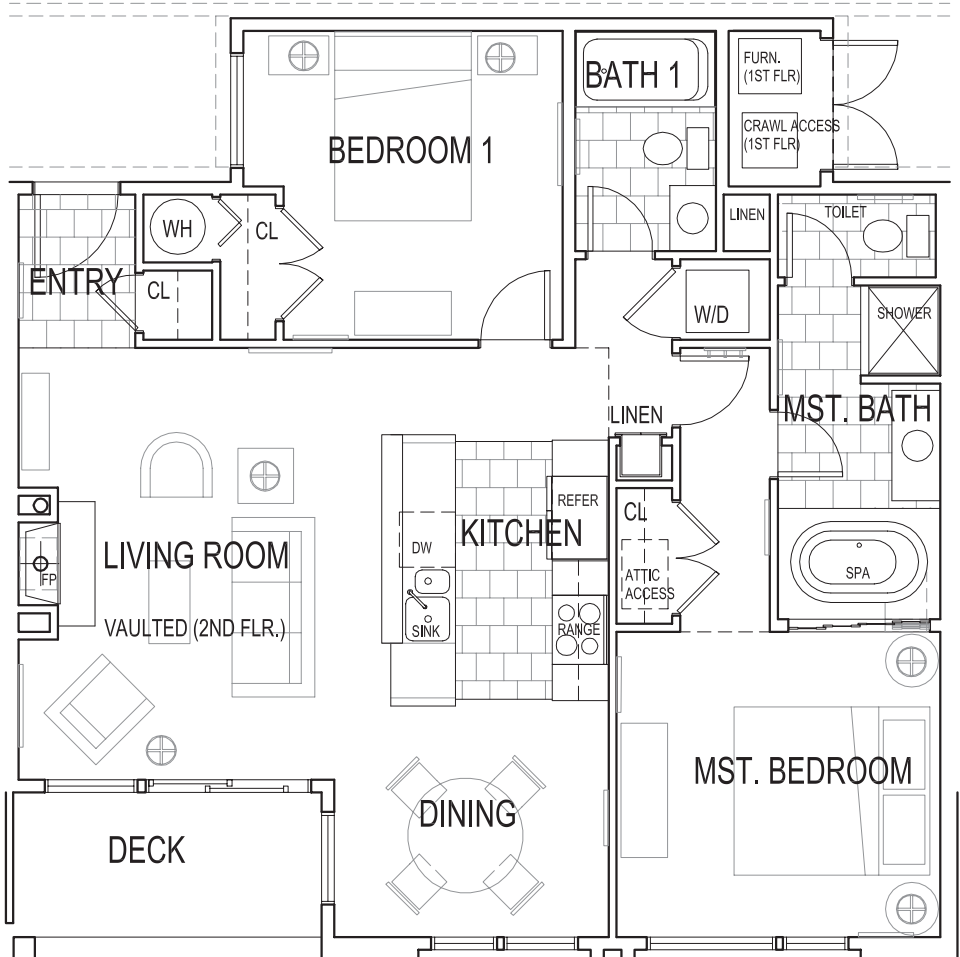 FURN.
(1ST FLR)
BATH 1
CRAWL ACCESS
(1ST FLR)
BEDROOM 1
WH
CL
LINEN
TOILET
ENTRY
CL
W/D
SHOWER
LINEN
MST. BATH
REFER
CL
KITCHEN
DW
LIVING ROOM
FP
ATTIC
ACCESS
SPA
VAULTED (2ND FLR.)
SINK
RANGE
MST. BEDROOM
DINING
DECK